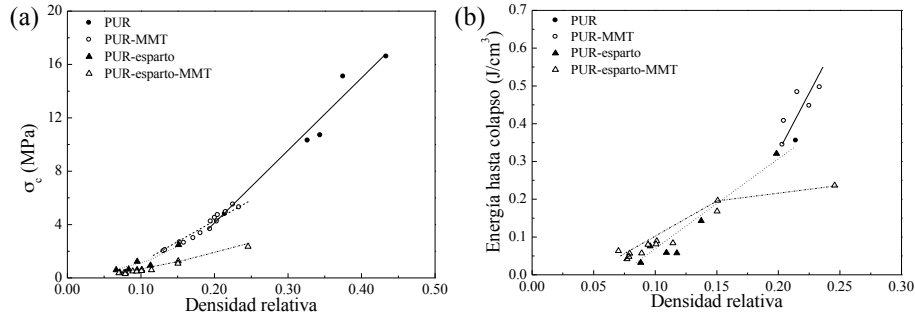 (a)
20
16
12
8
4
0
σc (MPa)
PUR
PUR-MMT
PUR-esparto
PUR-esparto-MMT
0.00 0.10 0.20 0.30 0.40 0.50
Densidad relativa
(b)
0.7
0.6
0.5
0.4
0.3
0.2
0.1
0.0
Energía hasta colapso (J/cm³)
PUR
PUR-MMT
PUR-esparto
PUR-esparto-MMT
0.00 0.05 0.10 0.15 0.20 0.25 0.30
Densidad relativa